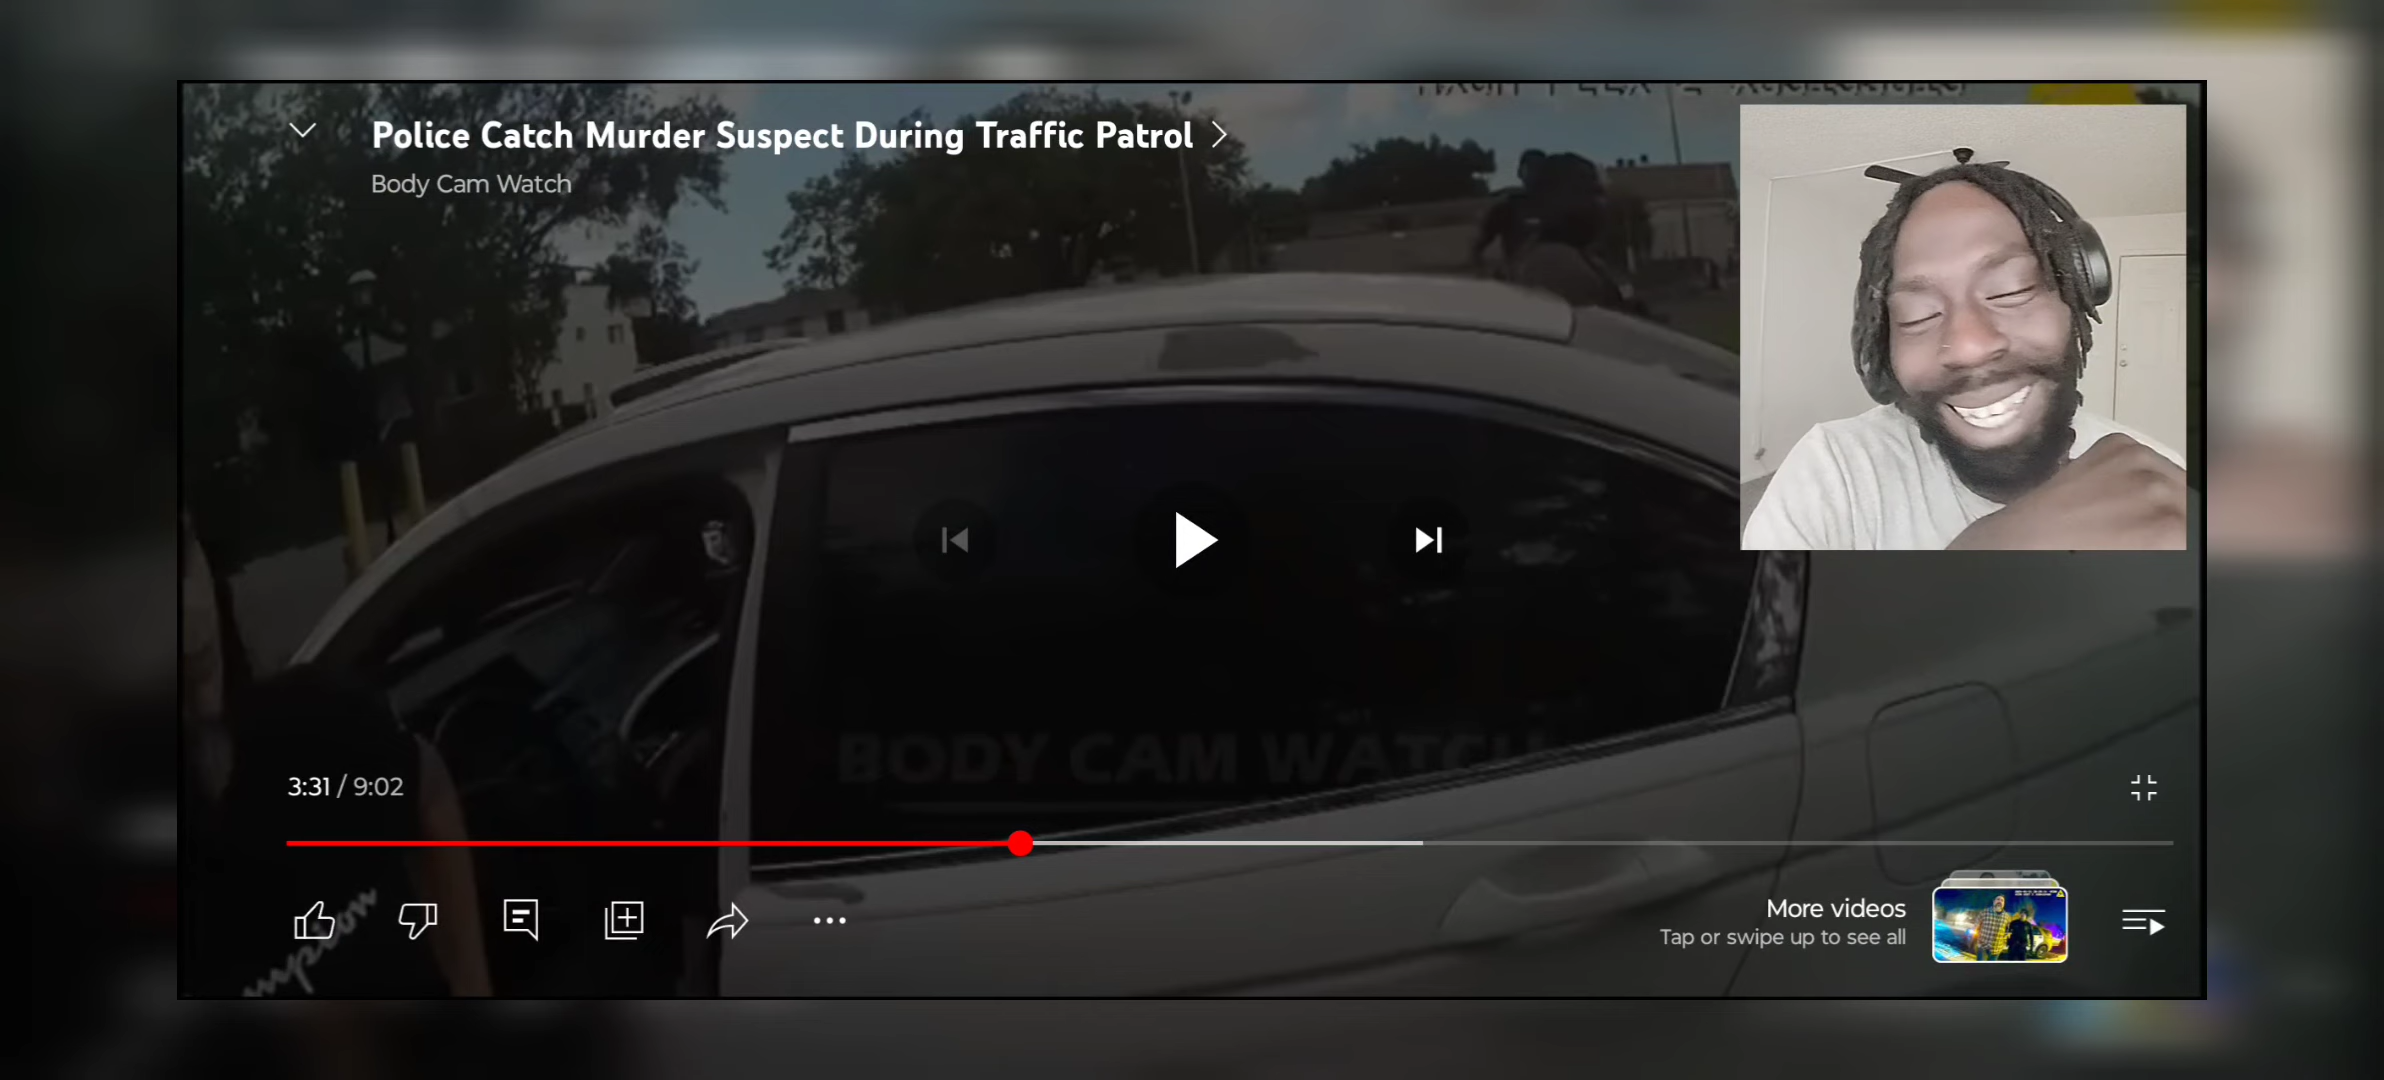 Police Catch Murder Suspect During Traffic Patrol
Body Cam Watch
BODY CAM WATCH
3:31 / 9:02
mpion
More videos
Tap or swipe up to see all